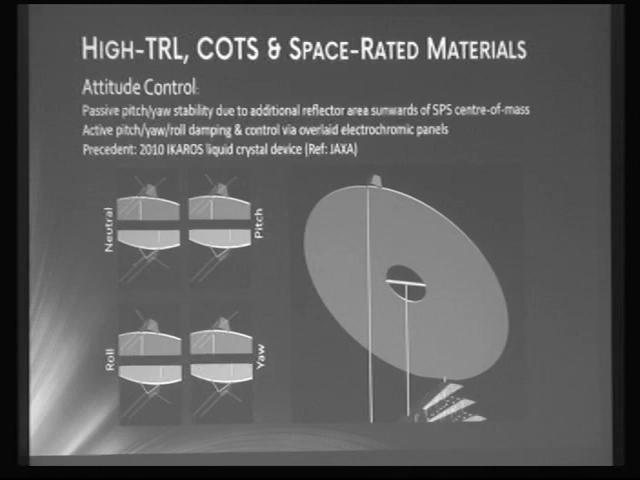 HIGH-TRL, COTS & SPACE-RATED MATERIALS
Attitude Control:
Passive pitch/yaw stability due to additional reflector area sunwards of SPS centre-of-mass
Active pitch/yaw/roll damping & control via overlaid electrochromic panels
Precedent: 2010 IKAROS liquid crystal device (Ref: JAXA)
Neutral
Pitch
Roll
Yaw